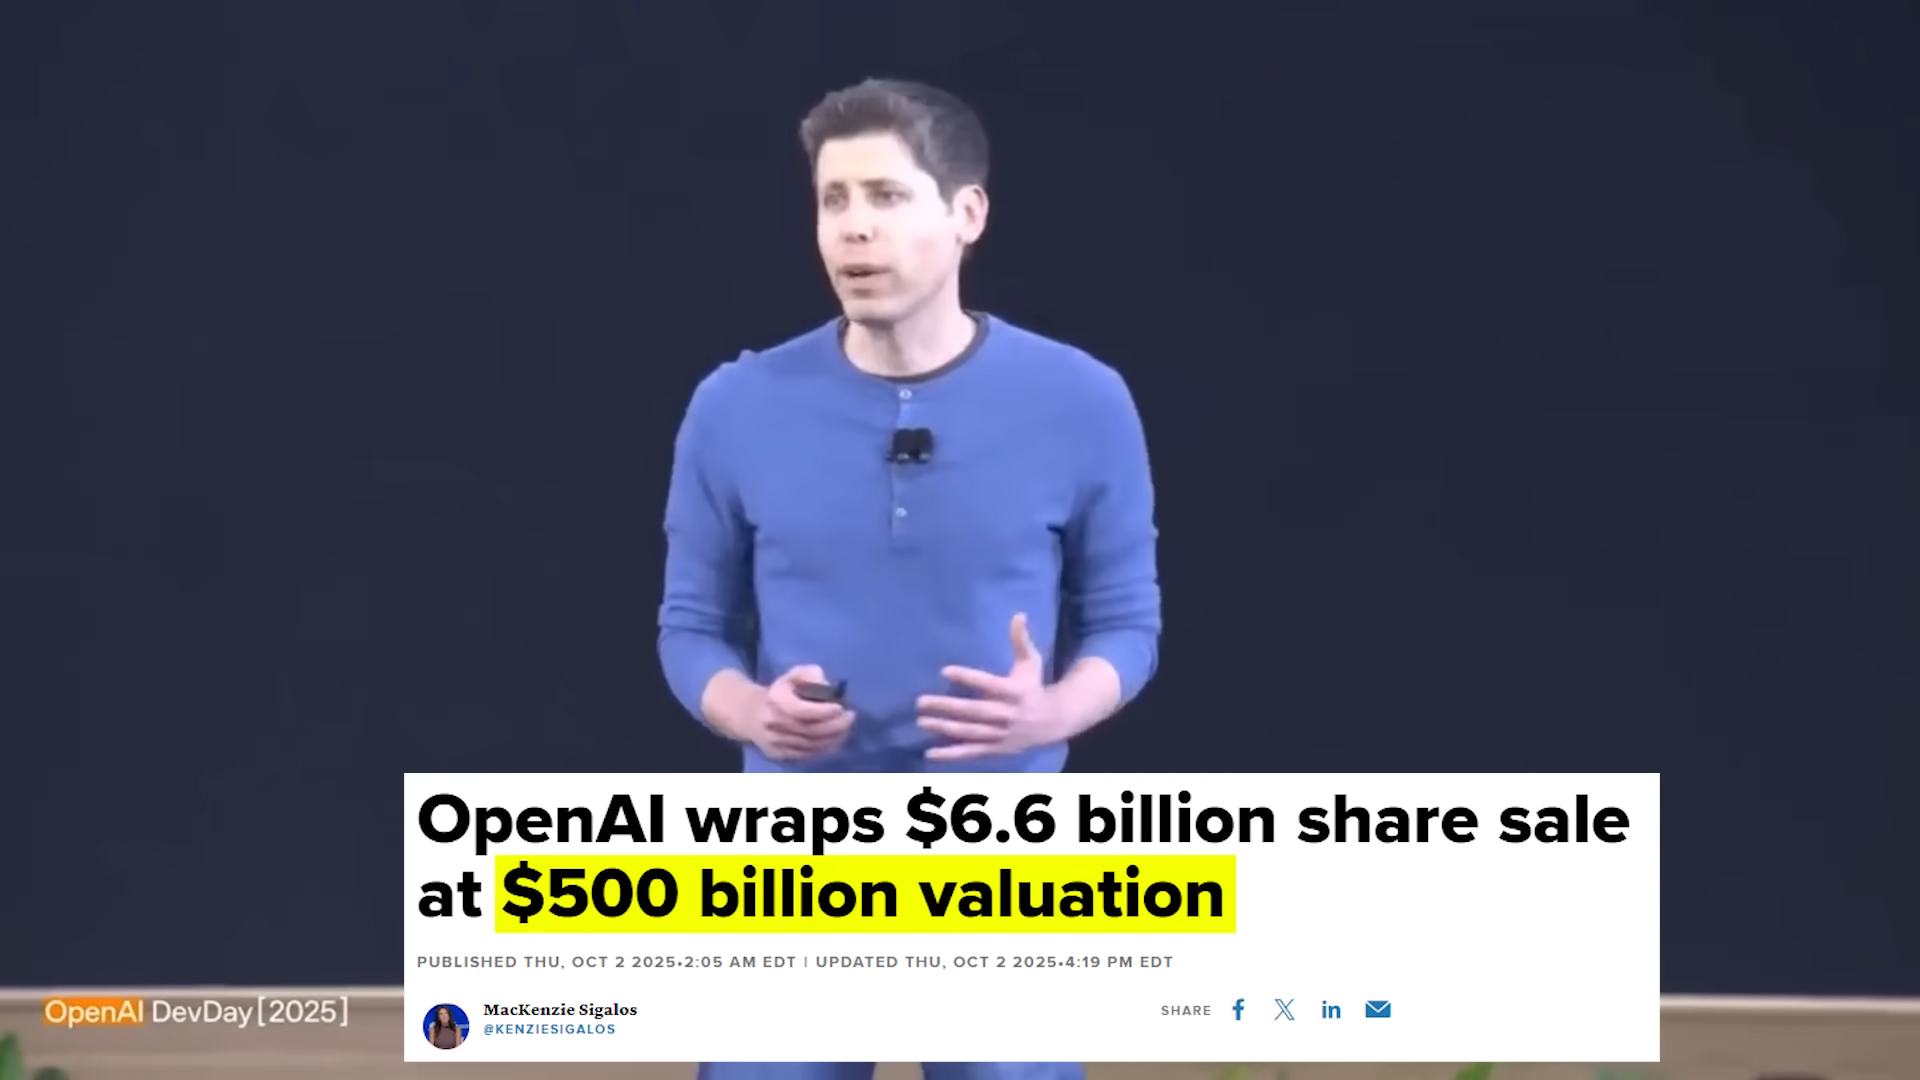 OpenAI wraps $6.6 billion share sale
at $500 billion valuation
PUBLISHED THU, OCT 2 2025•2:05 AM EDT | UPDATED THU, OCT 2 2025•4:19 PM EDT
MacKenzie Sigalos
@KENZIESIGALOS
SHARE
OpenAI DevDay [2025]